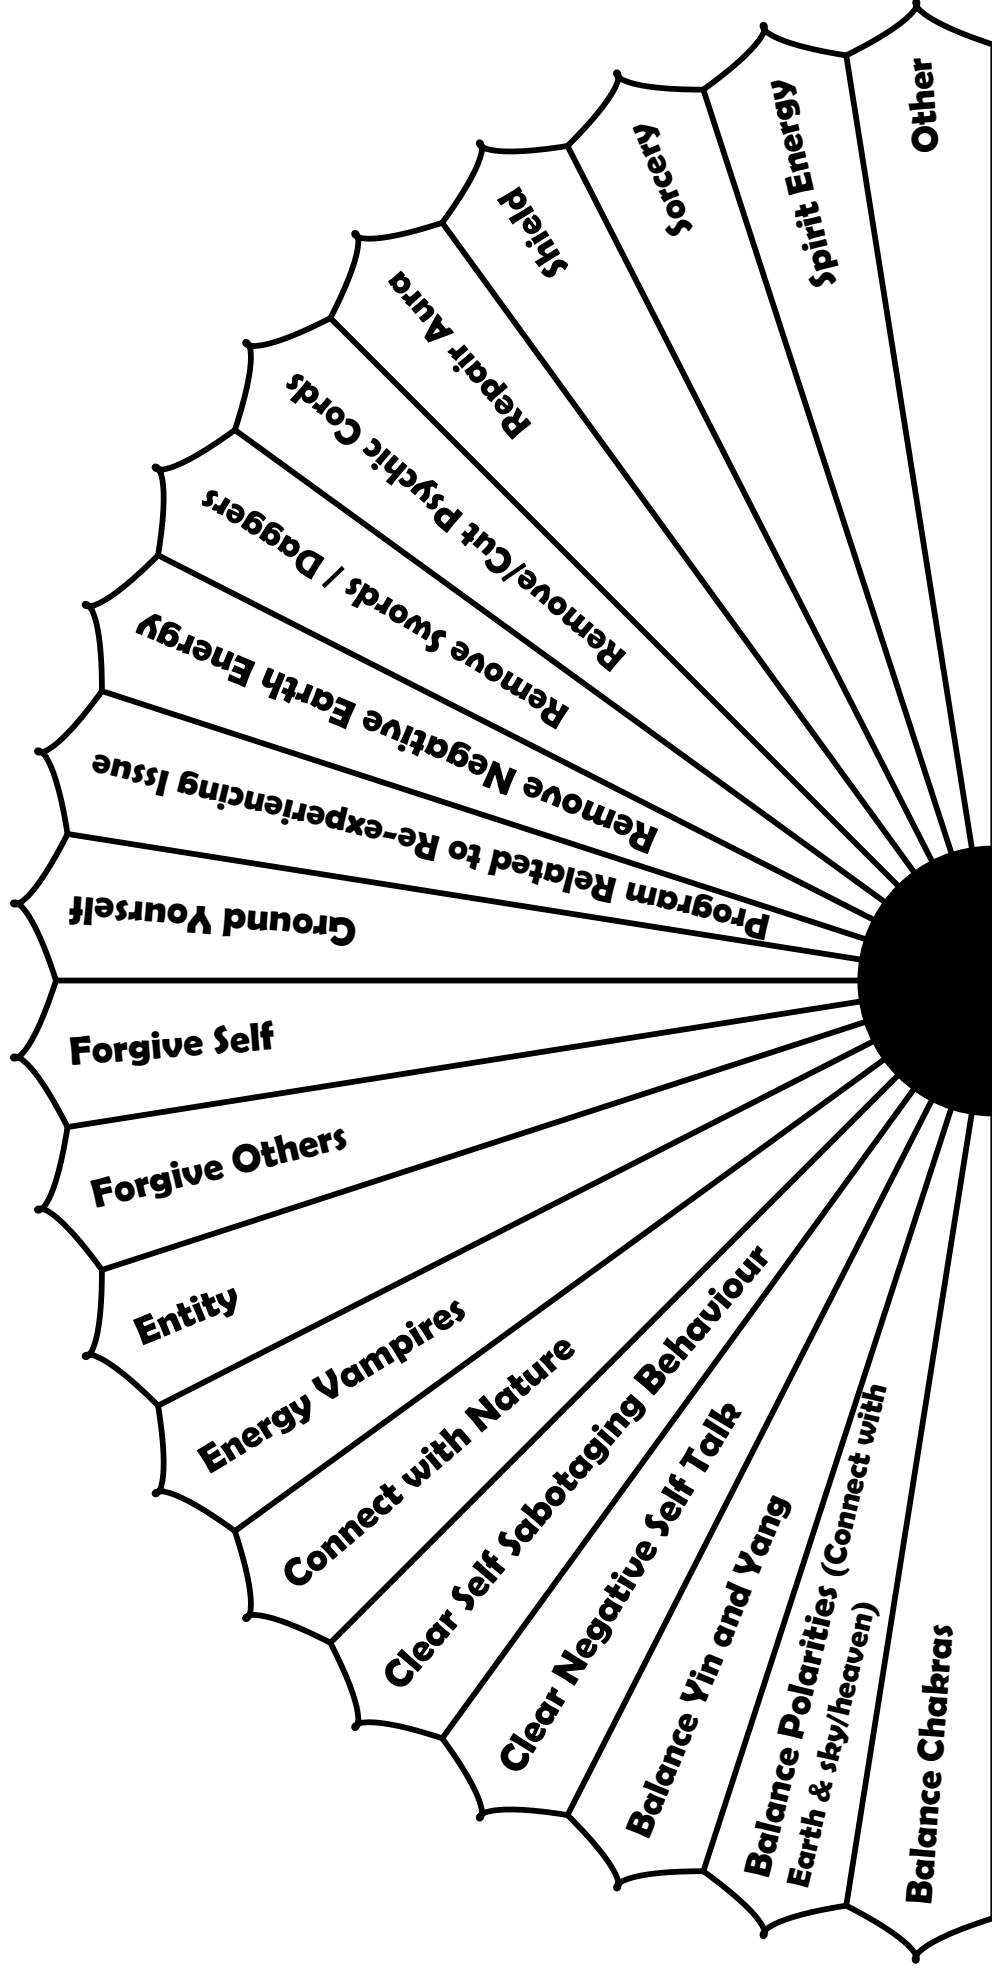 Other
Spirit Energy
Sorcery
Shield
Repair Aura
Remove/Cut Psychic Cords
Remove Swords / Daggers
Remove Negative Earth Energy
Program Related to Re-experiencing Issue
Ground Yourself
Forgive Self
Forgive Others
Entity
Energy Vampires
Connect with Nature
Clear Self Sabotaging Behaviour
Clear Negative Self Talk
Balance Yin and Yang
Balance Polarities (Connect with
Earth & sky/heaven)
Balance Chakras